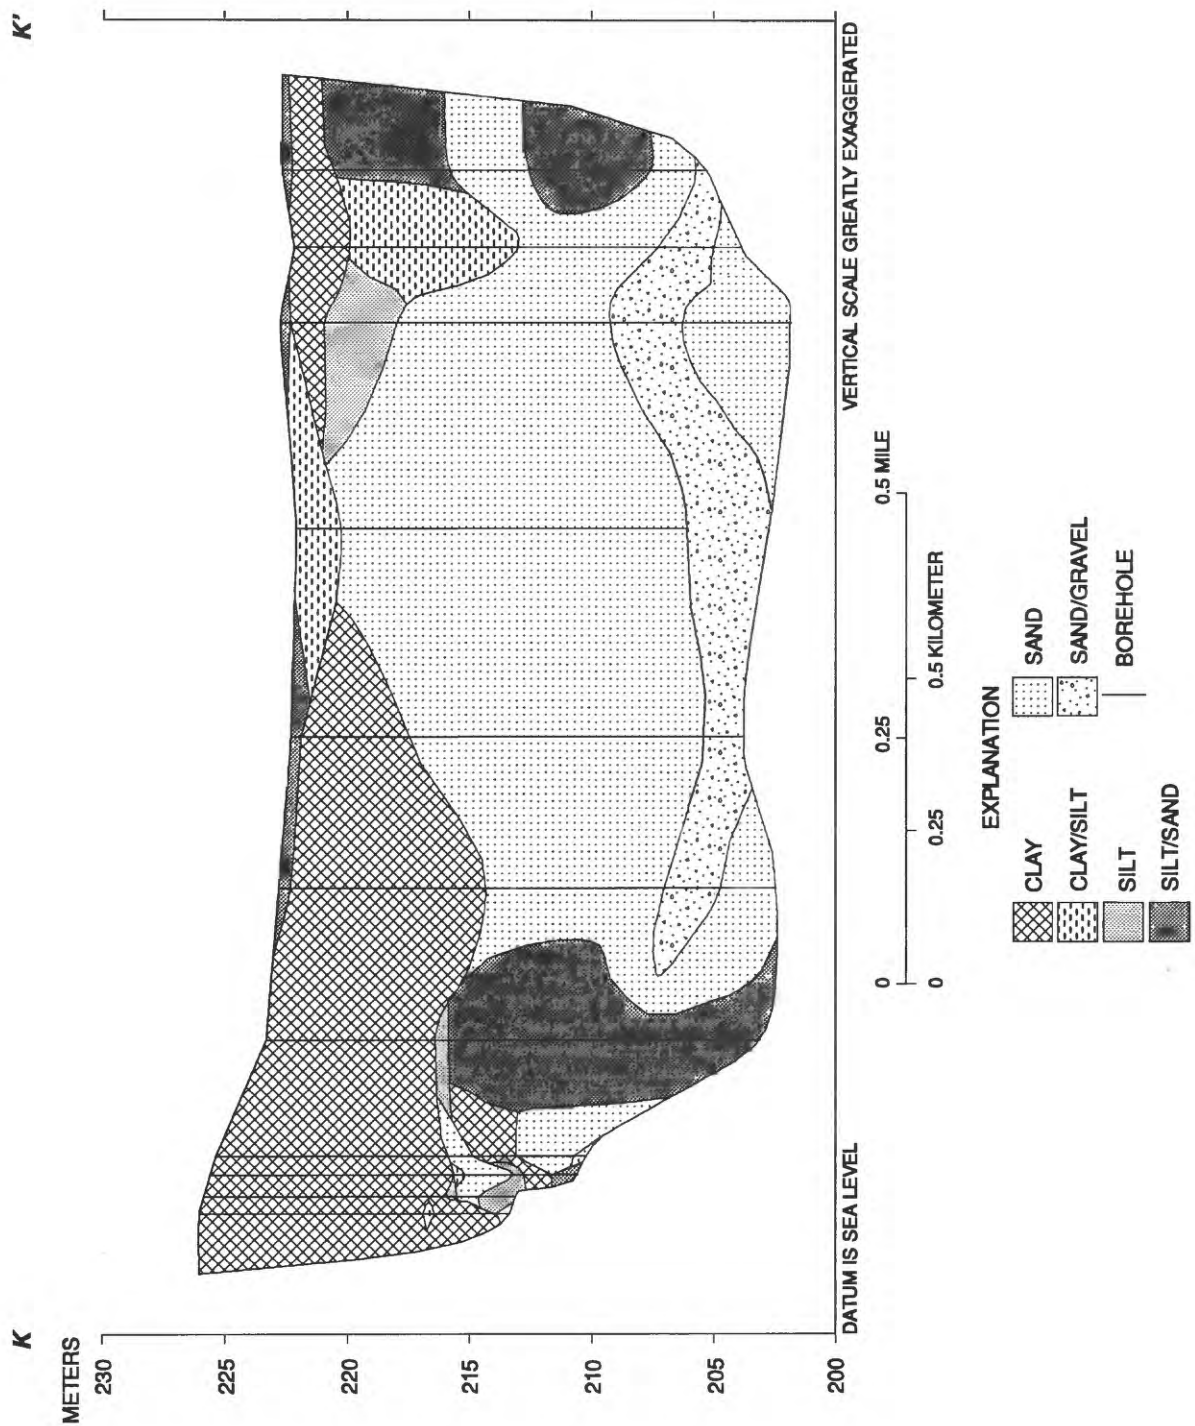 K
K'
METERS
230
225
220
215
210
205
200
DATUM IS SEA LEVEL
VERTICAL SCALE GREATLY EXAGGERATED
0 0.25 0.5 MILE
0 0.25 0.5 KILOMETER
EXPLANATION
CLAY
CLAY/SILT
SILT
SILT/SAND
SAND
SAND/GRAVEL
BOREHOLE